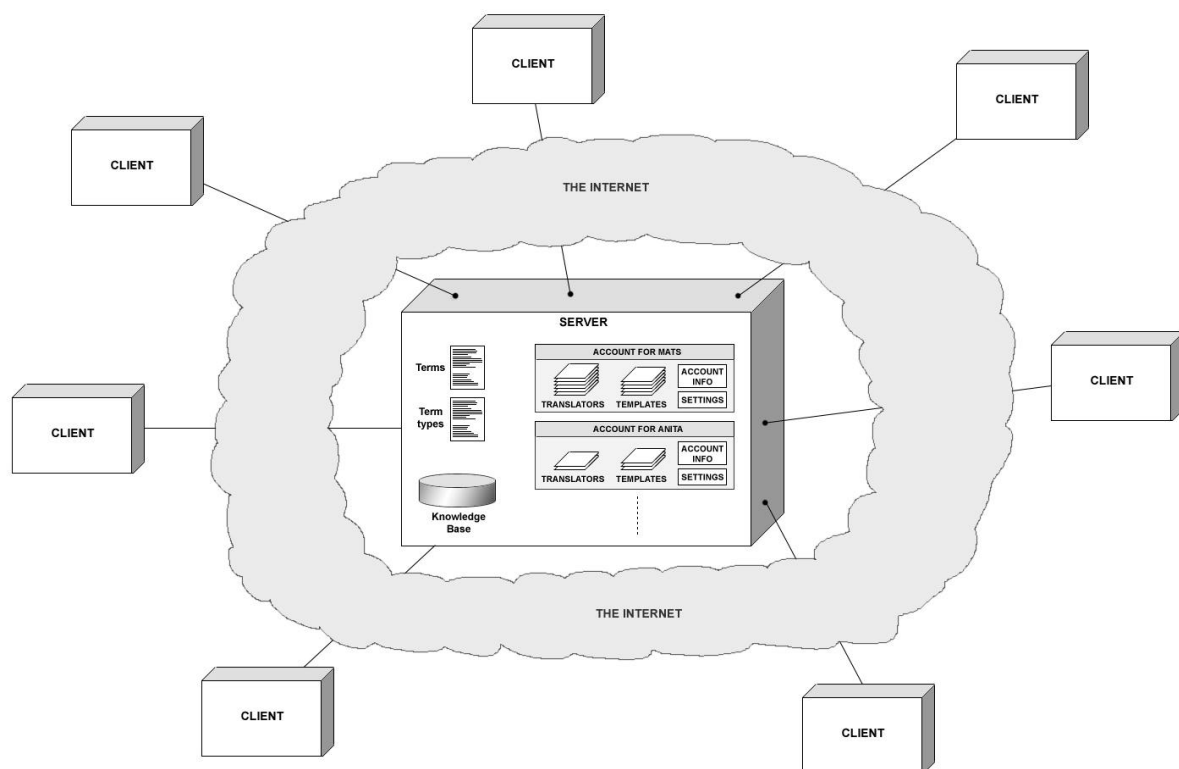 CLIENT
CLIENT
CLIENT
THE INTERNET
SERVER
Terms
Term
types
Knowledge
Base
ACCOUNT FOR MATS
TRANSLATORS
TEMPLATES
ACCOUNT
INFO
SETTINGS
ACCOUNT FOR ANITA
TRANSLATORS
TEMPLATES
ACCOUNT
INFO
SETTINGS
CLIENT
CLIENT
THE INTERNET
CLIENT
CLIENT